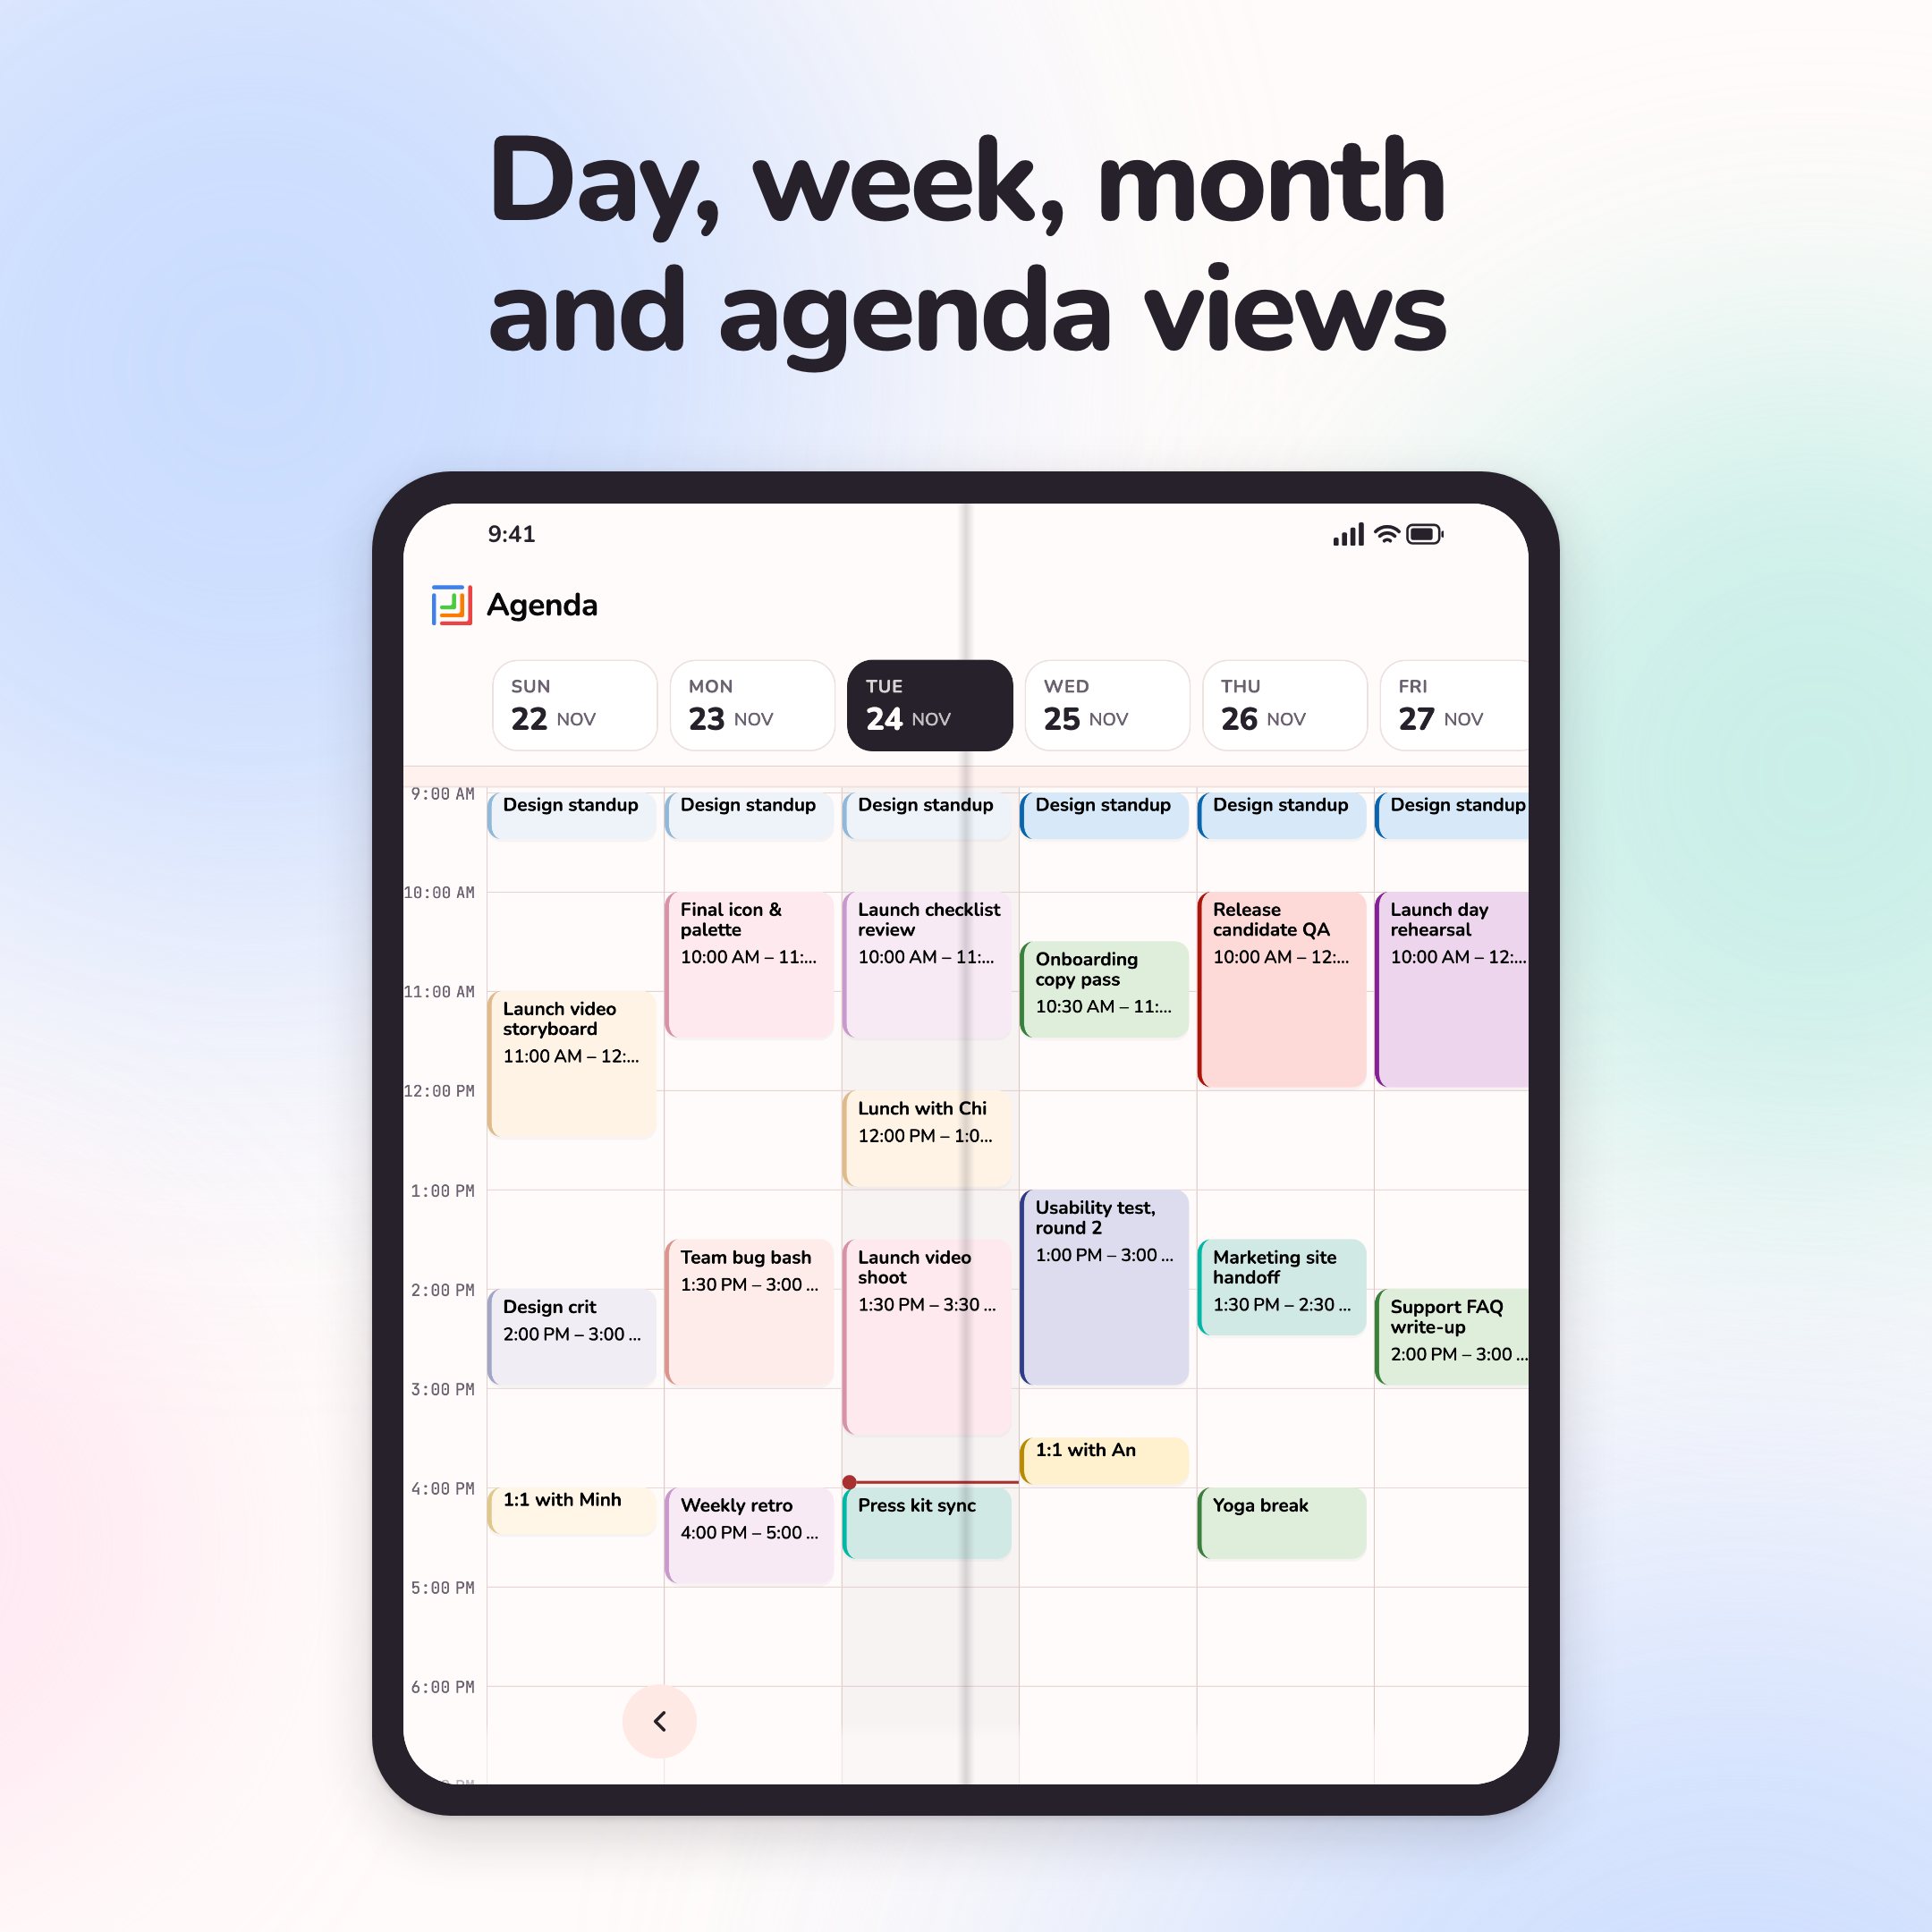 Day, week, month
and agenda views
9:41
Agenda
SUN
22 NOV
MON
23 NOV
TUE
24 NOV
WED
25 NOV
THU
26 NOV
FRI
27 NOV
9:00 AM
Design standup
Design standup
Design standup
Design standup
Design standup
Design standup
10:00 AM
Final icon &
palette
10:00 AM – 11:...
Launch checklist
review
10:00 AM – 11:...
Onboarding
copy pass
10:30 AM – 11:...
Release
candidate QA
10:00 AM – 12:...
Launch day
rehearsal
10:00 AM – 12:...
11:00 AM
Launch video
storyboard
11:00 AM – 12:...
12:00 PM
Lunch with Chi
12:00 PM – 1:0...
1:00 PM
Usability test,
round 2
1:00 PM – 3:00 ...
Team bug bash
1:30 PM – 3:00 ...
Launch video
shoot
1:30 PM – 3:30 ...
Marketing site
handoff
1:30 PM – 2:30 ...
2:00 PM
Design crit
2:00 PM – 3:00 ...
Support FAQ
write-up
2:00 PM – 3:00 ...
3:00 PM
1:1 with An
4:00 PM
1:1 with Minh
Weekly retro
4:00 PM – 5:00 ...
Press kit sync
Yoga break
5:00 PM
6:00 PM